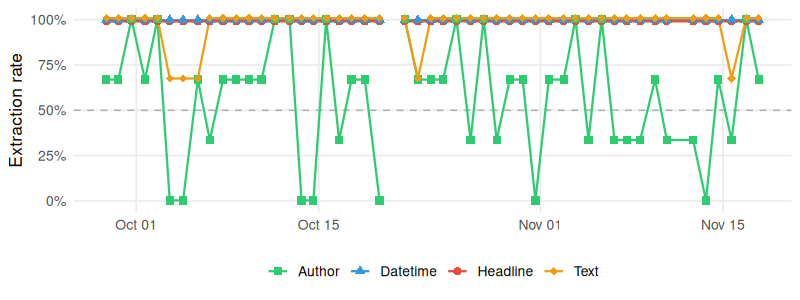 Extraction rate
100%
75%
50%
25%
0%
Oct 01 Oct 15 Nov 01 Nov 15
Author Datetime Headline Text